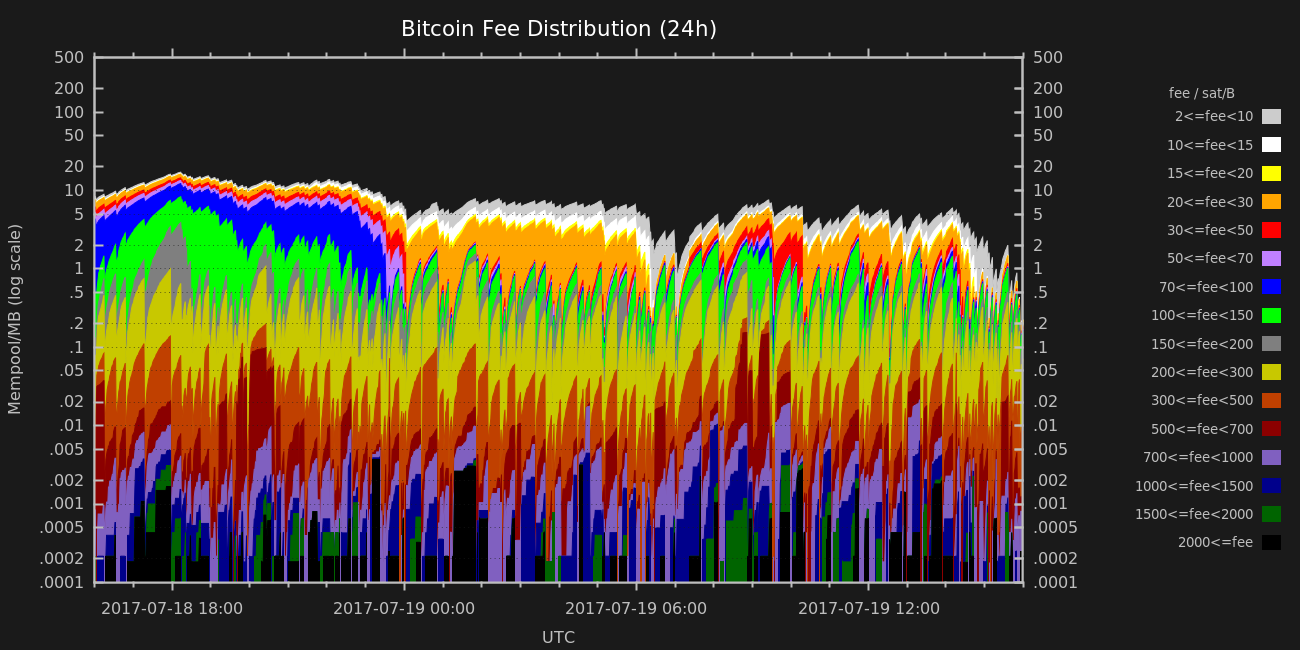 Bitcoin Fee Distribution (24h)
Mempool/MB (log scale)
500
200
100
50
20
10
5
2
1
.5
.2
.1
.05
.02
.01
.005
.002
.001
.0005
.0002
.0001
500
200
100
50
20
10
5
2
1
.5
.2
.1
.05
.02
.01
.005
.002
.001
.0005
.0002
.0001
2017-07-18 18:00
2017-07-19 00:00
2017-07-19 06:00
2017-07-19 12:00
UTC
fee / sat/B
2<=fee<10
10<=fee<15
15<=fee<20
20<=fee<30
30<=fee<50
50<=fee<70
70<=fee<100
100<=fee<150
150<=fee<200
200<=fee<300
300<=fee<500
500<=fee<700
700<=fee<1000
1000<=fee<1500
1500<=fee<2000
2000<=fee